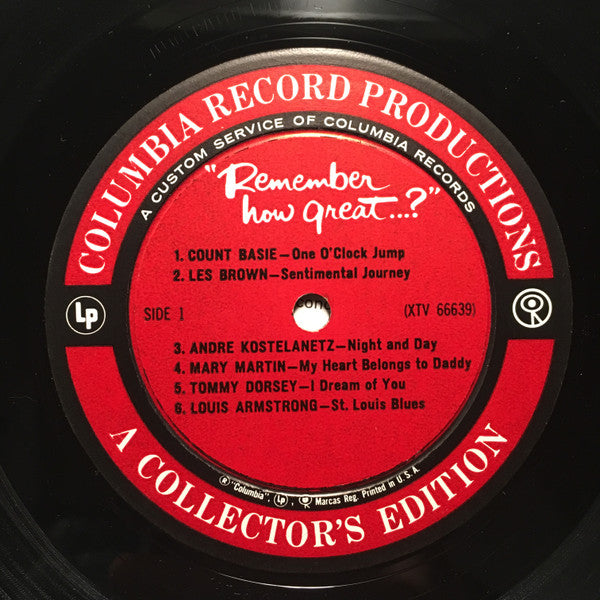 COLUMBIA RECORD PRODUCTIONS
A CUSTOM SERVICE OF COLUMBIA RECORDS
"Remember
how great...?"
1. COUNT BASIE—One O'Clock Jump
2. LES BROWN—Sentimental Journey
SIDE 1
(XTV 66639)
Lp
3. ANDRE KOSTELANETZ—Night and Day
4. MARY MARTIN—My Heart Belongs to Daddy
5. TOMMY DORSEY—I Dream of You
6. LOUIS ARMSTRONG—St. Louis Blues
® "Columbia", Lp, Marcas Reg. Printed in U.S.A.
A COLLECTOR'S EDITION